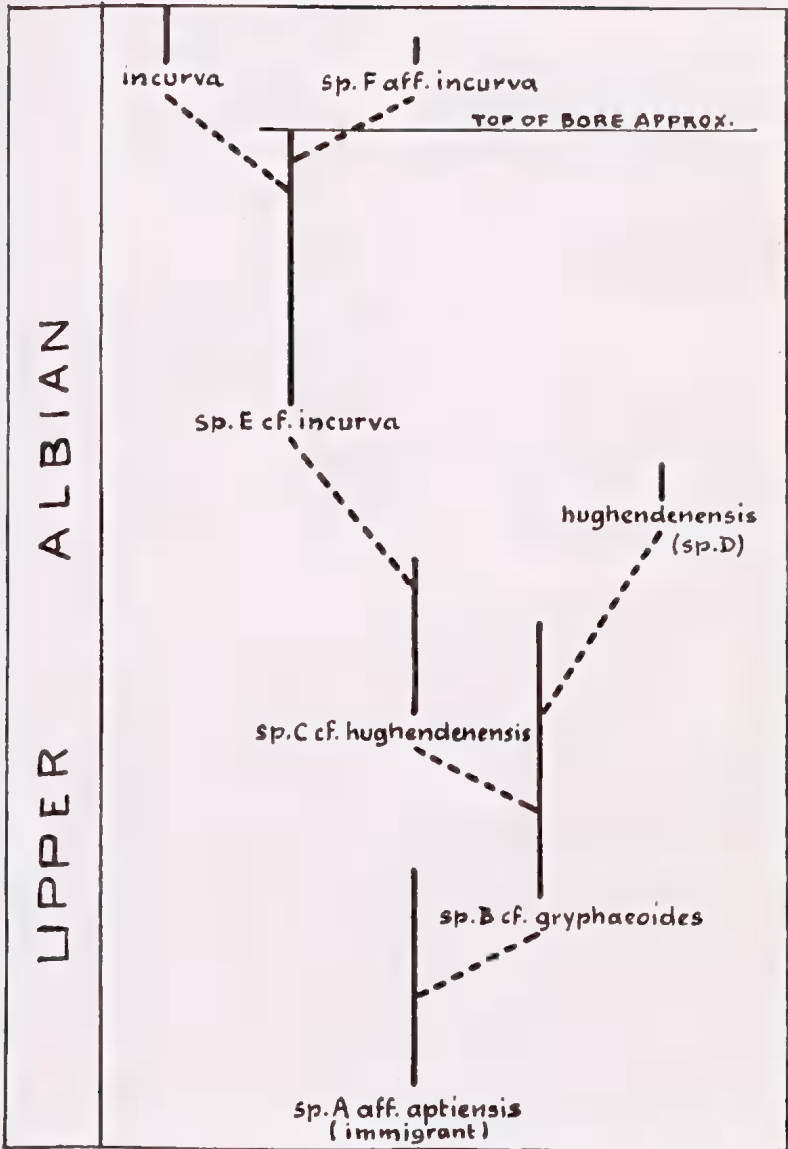 incurva
sp. F aff. incurva
TOP OF BORE APPROX.
sp. E cf. incurva
hughendenensis
(sp. D)
sp. C cf. hughendenensis
sp. B cf. gryphaeoides
sp. A aff. aptiensis
(immigrant)
UPPER ALBIAN